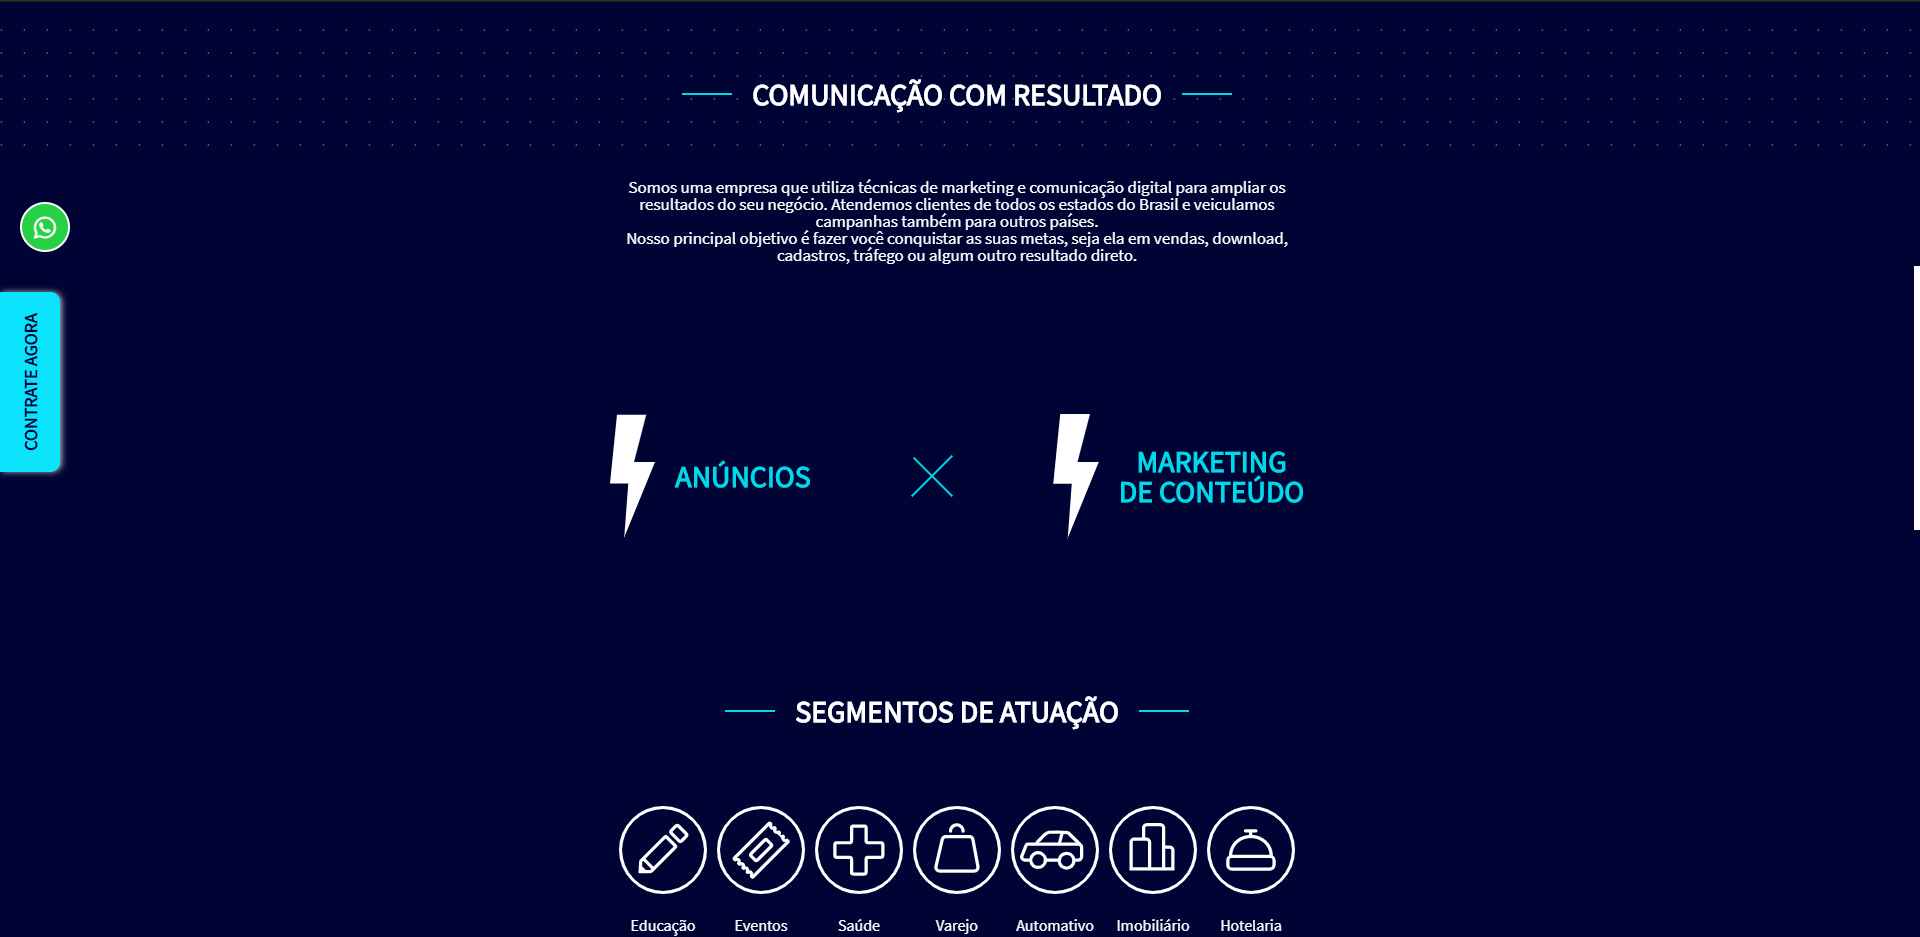 COMUNICAÇÃO COM RESULTADO
Somos uma empresa que utiliza técnicas de marketing e comunicação digital para ampliar os
resultados do seu negócio. Atendemos clientes de todos os estados do Brasil e veiculamos
campanhas também para outros países.
Nosso principal objetivo é fazer você conquistar as suas metas, seja ela em vendas, download,
cadastros, tráfego ou algum outro resultado direto.
CONTRATE AGORA
ANÚNCIOS
MARKETING
DE CONTEÚDO
SEGMENTOS DE ATUAÇÃO
Educação
Eventos
Saúde
Varejo
Automativo
Imobiliário
Hotelaria